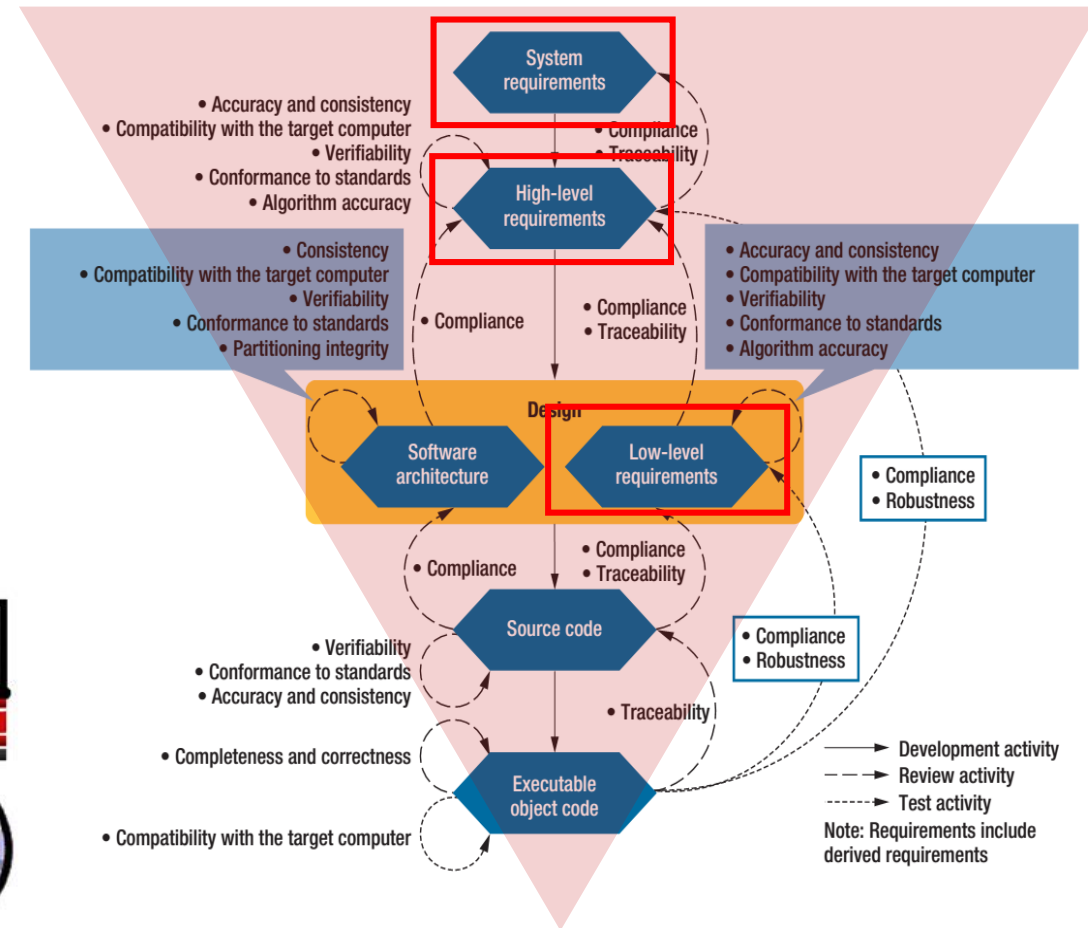 System
requirements
• Accuracy and consistency
• Compatibility with the target computer
• Verifiability
• Conformance to standards
• Algorithm accuracy
• Compliance
• Traceability
High-level
requirements
• Consistency
• Compatibility with the target computer
• Verifiability
• Conformance to standards
• Partitioning integrity
• Compliance
• Compliance
• Traceability
• Accuracy and consistency
• Compatibility with the target computer
• Verifiability
• Conformance to standards
• Algorithm accuracy
Design
Software
architecture
Low-level
requirements
• Compliance
• Robustness
• Compliance
• Compliance
• Traceability
Source code
• Verifiability
• Conformance to standards
• Accuracy and consistency
• Compliance
• Robustness
• Traceability
• Completeness and correctness
Executable
object code
• Compatibility with the target computer
Development activity
Review activity
Test activity
Note: Requirements include
derived requirements